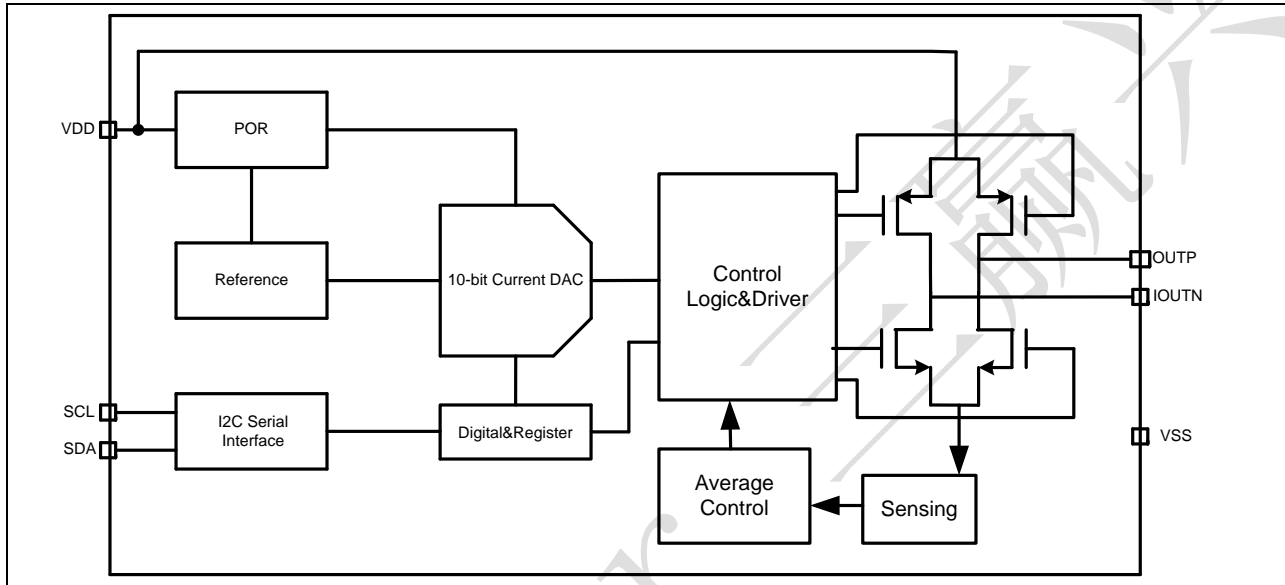 VDD
POR
Reference
10-bit Current DAC
Control
Logic&Driver
OUTP
IOUTN
SCL
SDA
I2C Serial
Interface
Digital&Register
VSS
Average
Control
Sensing